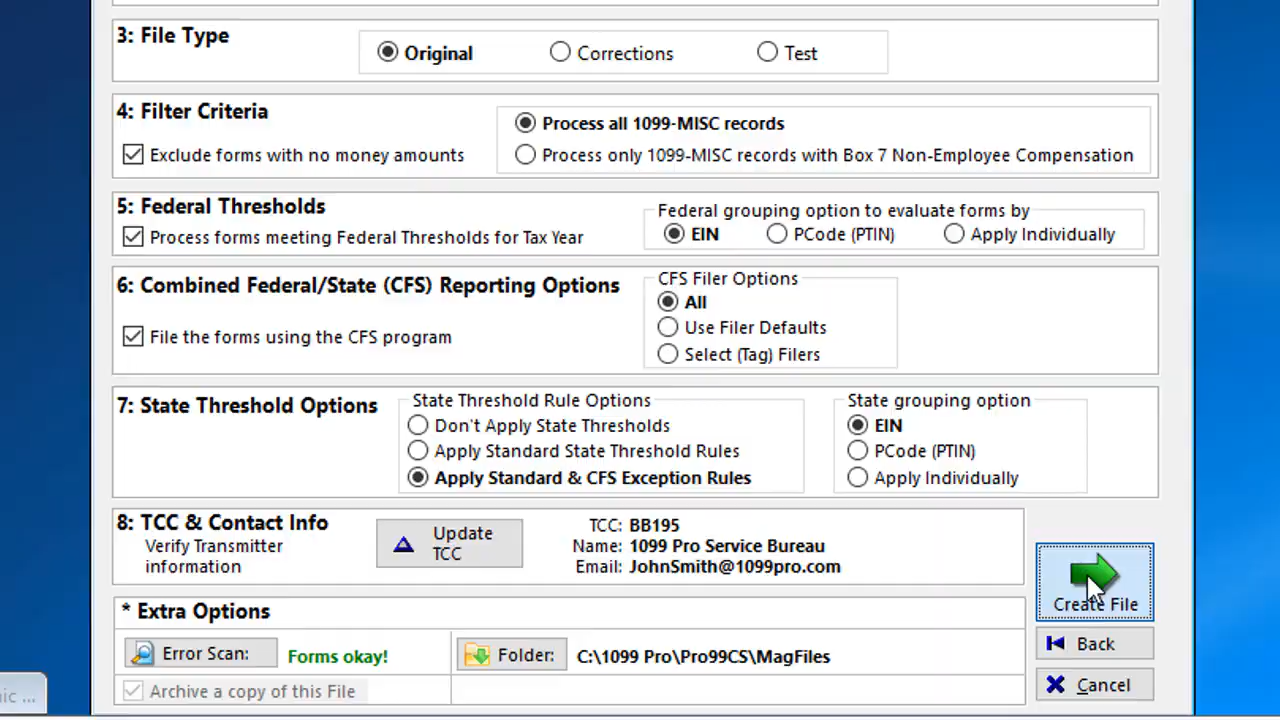 3: File Type
Original
Corrections
Test
4: Filter Criteria
Process all 1099-MISC records
Exclude forms with no money amounts
Process only 1099-MISC records with Box 7 Non-Employee Compensation
5: Federal Thresholds
Federal grouping option to evaluate forms by
Process forms meeting Federal Thresholds for Tax Year
EIN
PCode (PTIN)
Apply Individually
6: Combined Federal/State (CFS) Reporting Options
CFS Filer Options
All
File the forms using the CFS program
Use Filer Defaults
Select (Tag) Filers
7: State Threshold Options
State Threshold Rule Options
Don't Apply State Thresholds
Apply Standard State Threshold Rules
Apply Standard & CFS Exception Rules
State grouping option
EIN
PCode (PTIN)
Apply Individually
8: TCC & Contact Info
Verify Transmitter
information
Update
TCC
TCC: BB195
Name: 1099 Pro Service Bureau
Email: JohnSmith@1099pro.com
Create File
* Extra Options
Error Scan:
Forms okay!
Folder:
C:\1099 Pro\Pro99CS\MagFiles
Back
Archive a copy of this File
Cancel